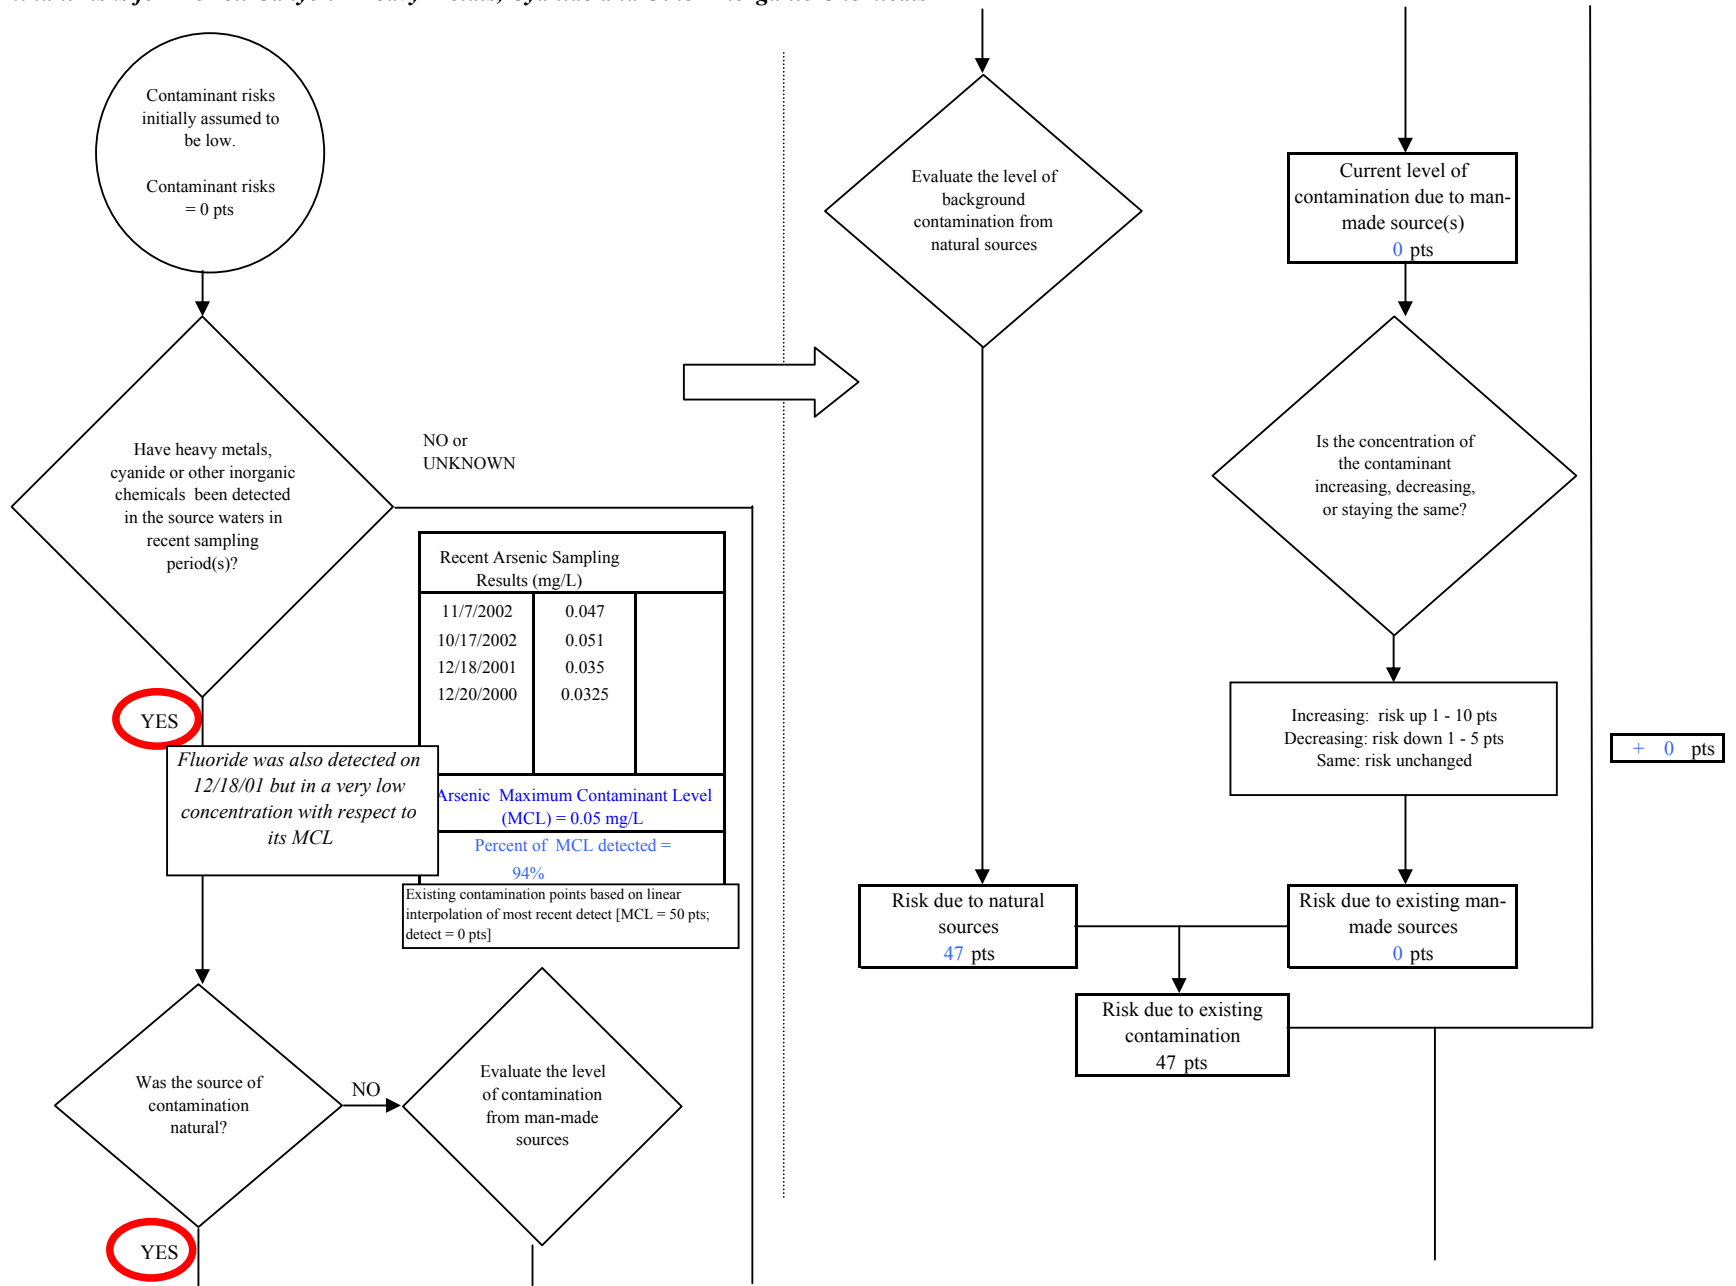 Contaminant risks
initially assumed to
be low.
Contaminant risks
= 0 pts
Have heavy metals,
cyanide or other inorganic
chemicals been detected
in the source waters in
recent sampling
period(s)?
NO or
UNKNOWN
YES
Recent Arsenic Sampling
Results (mg/L)
11/7/2002 0.047
10/17/2002 0.051
12/18/2001 0.035
12/20/2000 0.0325
Arsenic Maximum Contaminant Level
(MCL) = 0.05 mg/L
Percent of MCL detected =
94%
Existing contamination points based on linear
interpolation of most recent detect [MCL = 50 pts;
detect = 0 pts]
Fluoride was also detected on
12/18/01 but in a very low
concentration with respect to
its MCL
Was the source of
contamination
natural?
NO
YES
Evaluate the level
of contamination
from man-made
sources
Evaluate the level of
background
contamination from
natural sources
Risk due to natural
sources
47 pts
Current level of
contamination due to man-
made source(s)
0 pts
Is the concentration of
the contaminant
increasing, decreasing,
or staying the same?
Increasing: risk up 1 - 10 pts
Decreasing: risk down 1 - 5 pts
Same: risk unchanged
+ 0 pts
Risk due to existing man-
made sources
0 pts
Risk due to existing
contamination
47 pts